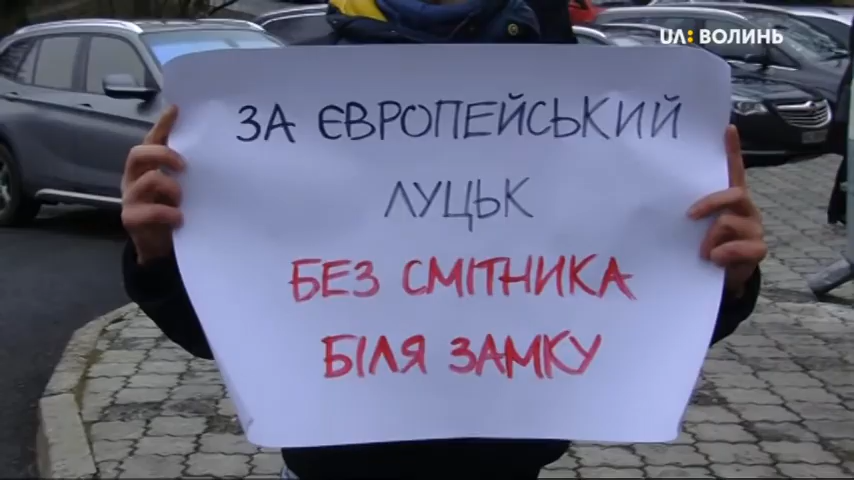 UA: ВОЛИНЬ
ЗА ЄВРОПЕЙСЬКИЙ
ЛУЦЬК
БЕЗ СМІТНИКА
БІЛЯ ЗАМКУ